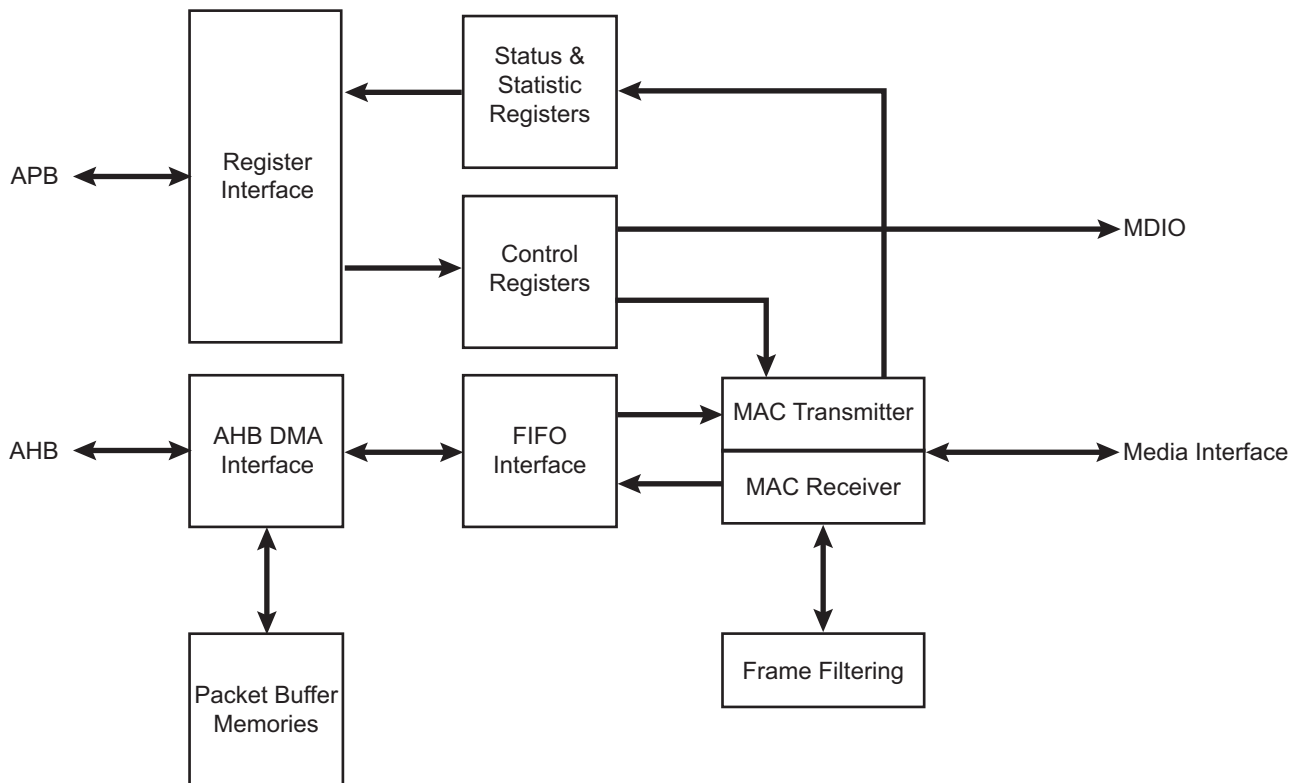 Status &
Statistic
Registers
APB
Register
Interface
MDIO
Control
Registers
MAC Transmitter
AHB
AHB DMA
Interface
FIFO
Interface
Media Interface
MAC Receiver
Frame Filtering
Packet Buffer
Memories